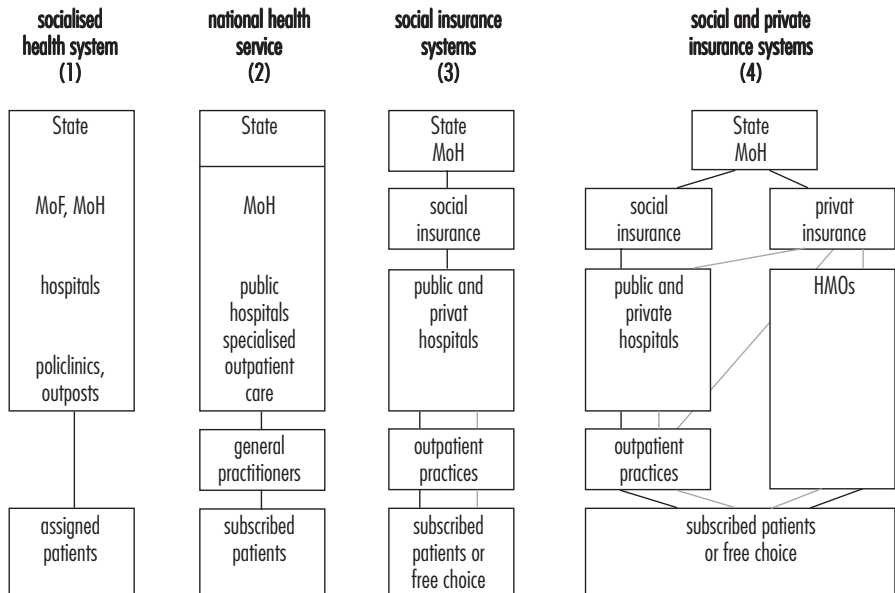 socialised
health system
(1)
State
MoF, MoH
hospitals
policlinics,
outposts
assigned
patients
national health
service
(2)
State
MoH
public
hospitals
specialised
outpatient
care
general
practitioners
subscribed
patients
social insurance
systems
(3)
State
MoH
social
insurance
public and
privat
hospitals
outpatient
practices
subscribed
patients or
free choice
social and private
insurance systems
(4)
State
MoH
social
insurance
privat
insurance
public and
private
hospitals
HMOs
outpatient
practices
subscribed patients
or free choice